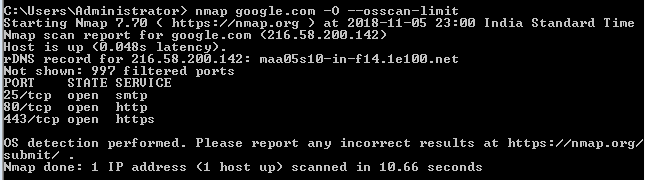 C:\Users\Administrator> nmap google.com -O --osscan-limit
Starting Nmap 7.70 ( https://nmap.org ) at 2018-11-05 23:00 India Standard Time
Nmap scan report for google.com (216.58.200.142)
Host is up (0.048s latency).
rDNS record for 216.58.200.142: maa05s10-in-f14.1e100.net
Not shown: 997 filtered ports
PORT    STATE SERVICE
25/tcp  open  smtp
80/tcp  open  http
443/tcp open  https
OS detection performed. Please report any incorrect results at https://nmap.org/
submit/ .
Nmap done: 1 IP address (1 host up) scanned in 10.66 seconds